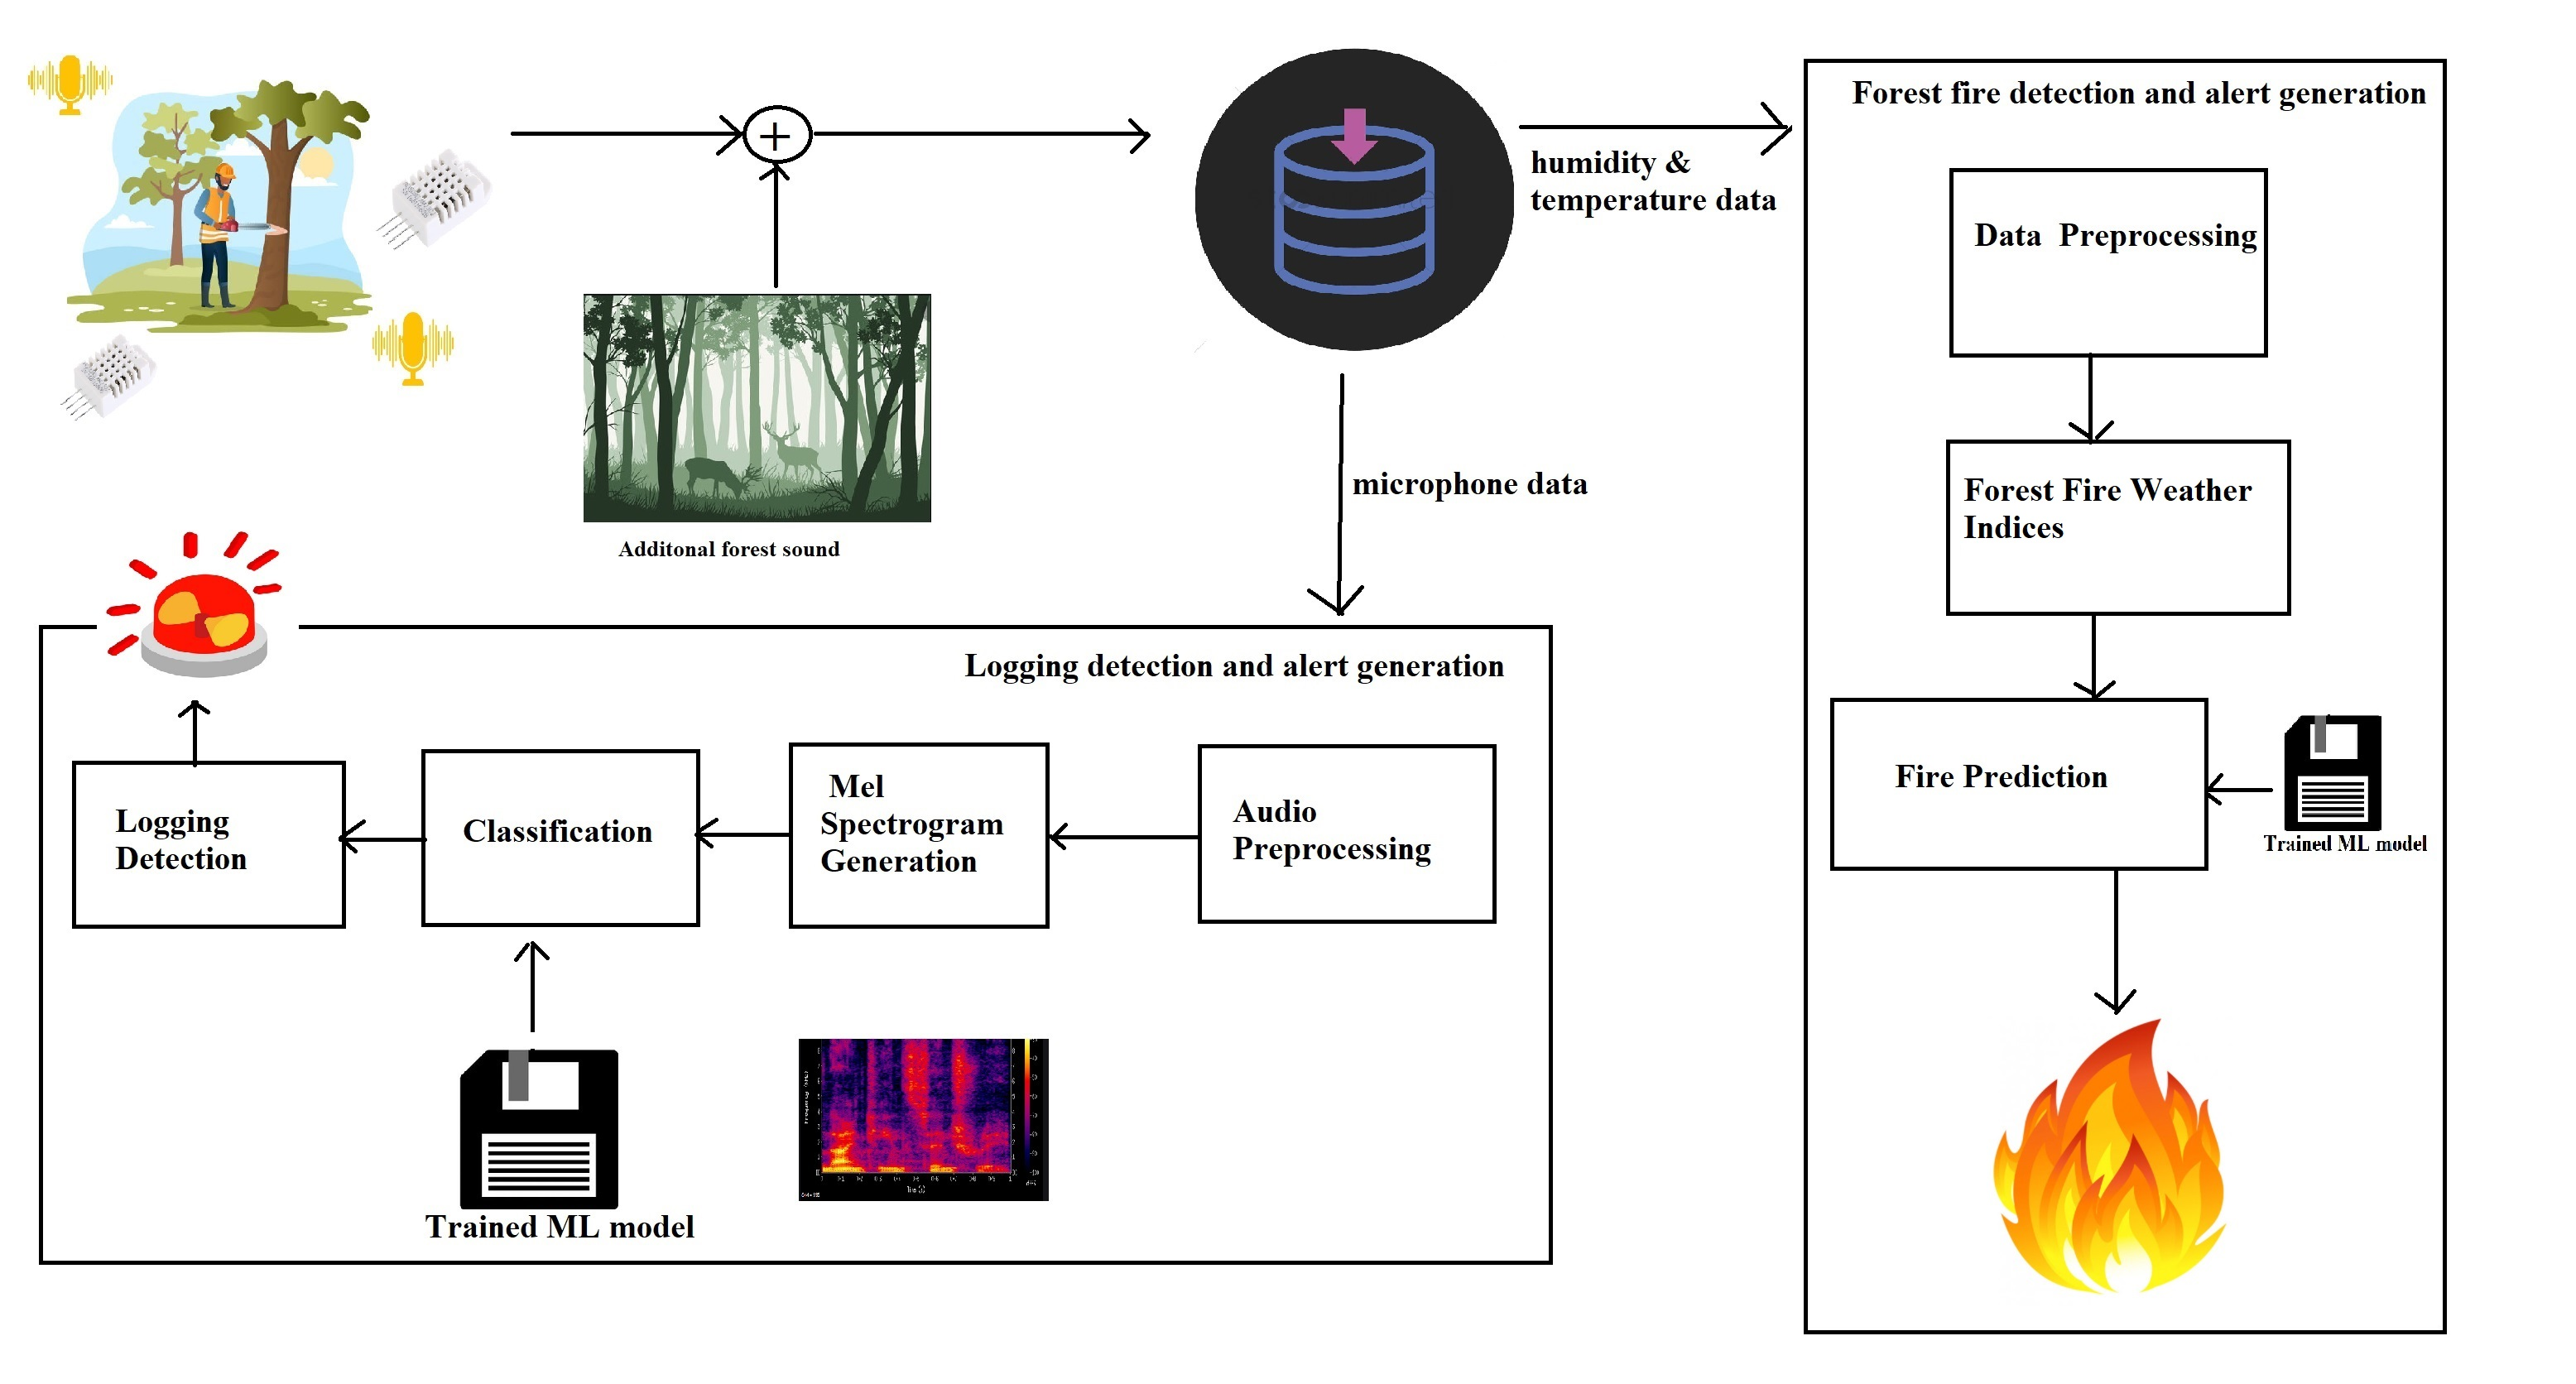 Forest fire detection and alert generation
humidity &
temperature data
Data Preprocessing
Additonal forest sound
microphone data
Forest Fire Weather
Indices
Logging detection and alert generation
Fire Prediction
Trained ML model
Logging
Detection
Classification
Mel
Spectrogram
Generation
Audio
Preprocessing
Trained ML model